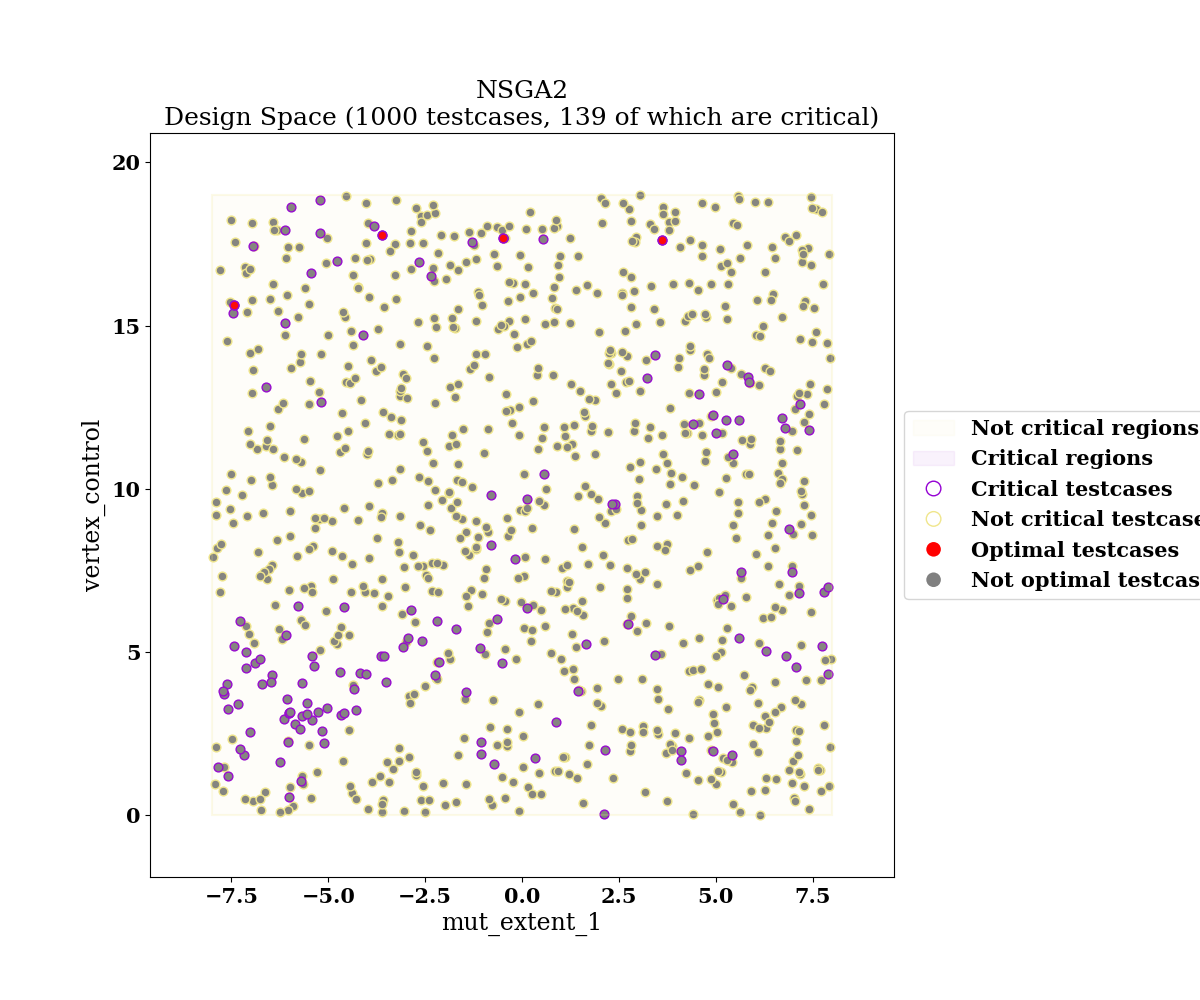 NSGA2
Design Space (1000 testcases, 139 of which are critical)
20
15
10
5
0
vertex_control
−7.5 −5.0 −2.5 0.0 2.5 5.0 7.5
mut_extent_1
Not critical regions
Critical regions
Critical testcases
Not critical testcase
Optimal testcases
Not optimal testcas